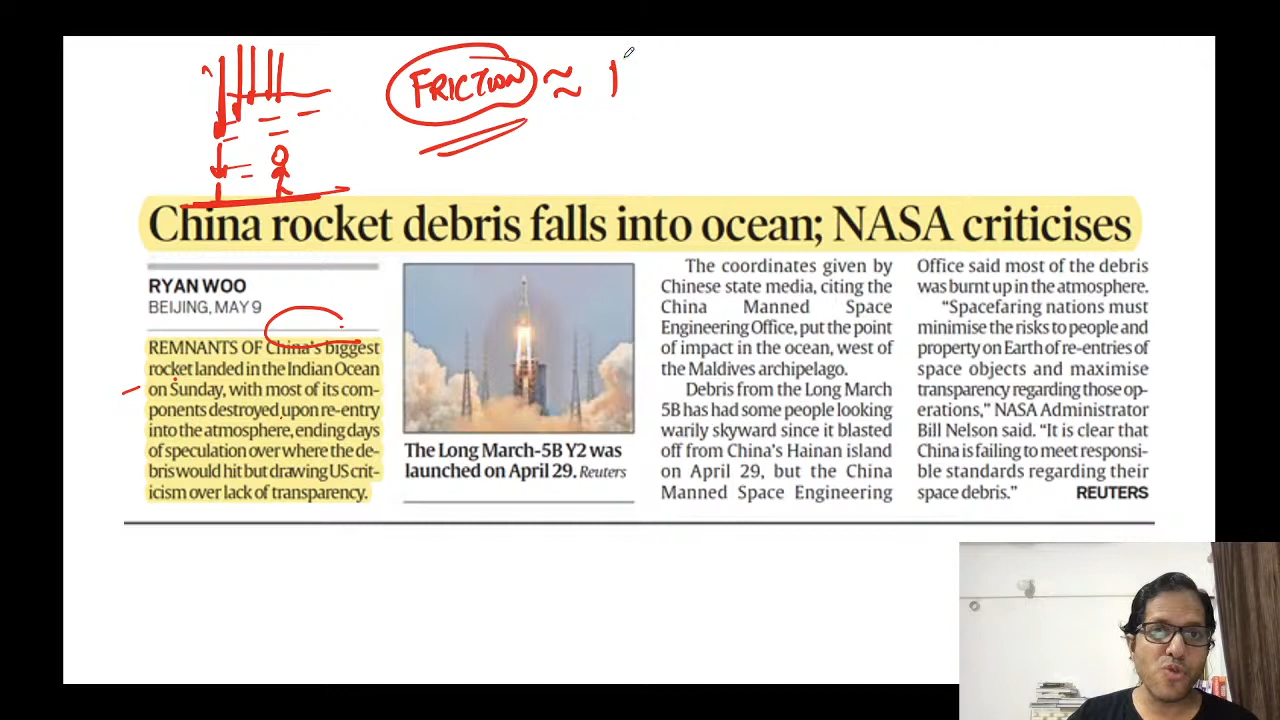 FRICTION ≈ 1
China rocket debris falls into ocean; NASA criticises
RYAN WOO
BEIJING, MAY 9
REMNANTS OF China's biggest
rocket landed in the Indian Ocean
on Sunday, with most of its com-
ponents destroyed upon re-entry
into the atmosphere, ending days
of speculation over where the de-
bris would hit but drawing US crit-
icism over lack of transparency.
The Long March-5B Y2 was
launched on April 29. Reuters
The coordinates given by
Chinese state media, citing the
China Manned Space
Engineering Office, put the point
of impact in the ocean, west of
the Maldives archipelago.
Debris from the Long March
5B has had some people looking
warily skyward since it blasted
off from China's Hainan island
on April 29, but the China
Manned Space Engineering
Office said most of the debris
was burnt up in the atmosphere.
"Spacefaring nations must
minimise the risks to people and
property on Earth of re-entries of
space objects and maximise
transparency regarding those op-
erations," NASA Administrator
Bill Nelson said. "It is clear that
China is failing to meet responsi-
ble standards regarding their
space debris." REUTERS